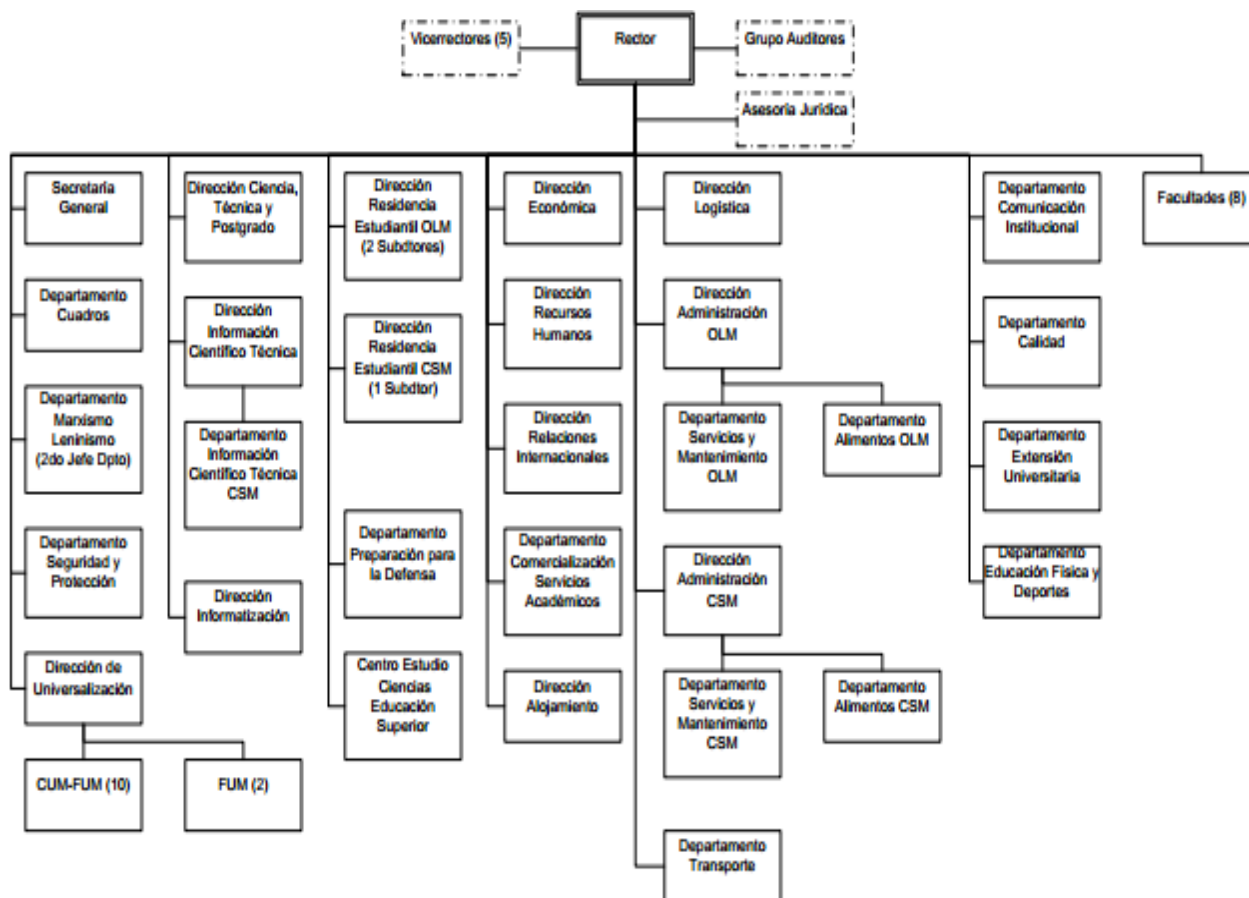 Vicerrectores (5)
Rector
Grupo Auditores
Asesoría Jurídica
Secretaría
General
Departamento
Cuadros
Departamento
Marxismo
Leninismo
(2do Jefe Dpto)
Departamento
Seguridad y
Protección
Dirección de
Universalización
CUM-FUM (10)
FUM (2)
Dirección Ciencia,
Técnica y
Postgrado
Dirección
Información
Científico Técnica
Departamento
Información
Científico Técnica
CSM
Dirección
Informatización
Dirección
Residencia
Estudiantil OLM
(2 Subdtores)
Dirección
Residencia
Estudiantil CSM
(1 Subdtor)
Departamento
Preparación para
la Defensa
Centro Estudio
Ciencias
Educación
Superior
Dirección
Económica
Dirección
Recursos
Humanos
Dirección
Relaciones
Internacionales
Departamento
Comercialización
Servicios
Académicos
Dirección
Alojamiento
Dirección
Logística
Dirección
Administración
OLM
Departamento
Servicios y
Mantenimiento
OLM
Departamento
Alimentos OLM
Dirección
Administración
CSM
Departamento
Servicios y
Mantenimiento
CSM
Departamento
Alimentos CSM
Departamento
Transporte
Departamento
Comunicación
Institucional
Departamento
Calidad
Departamento
Extensión
Universitaria
Departamento
Educación Física y
Deportes
Facultades (8)